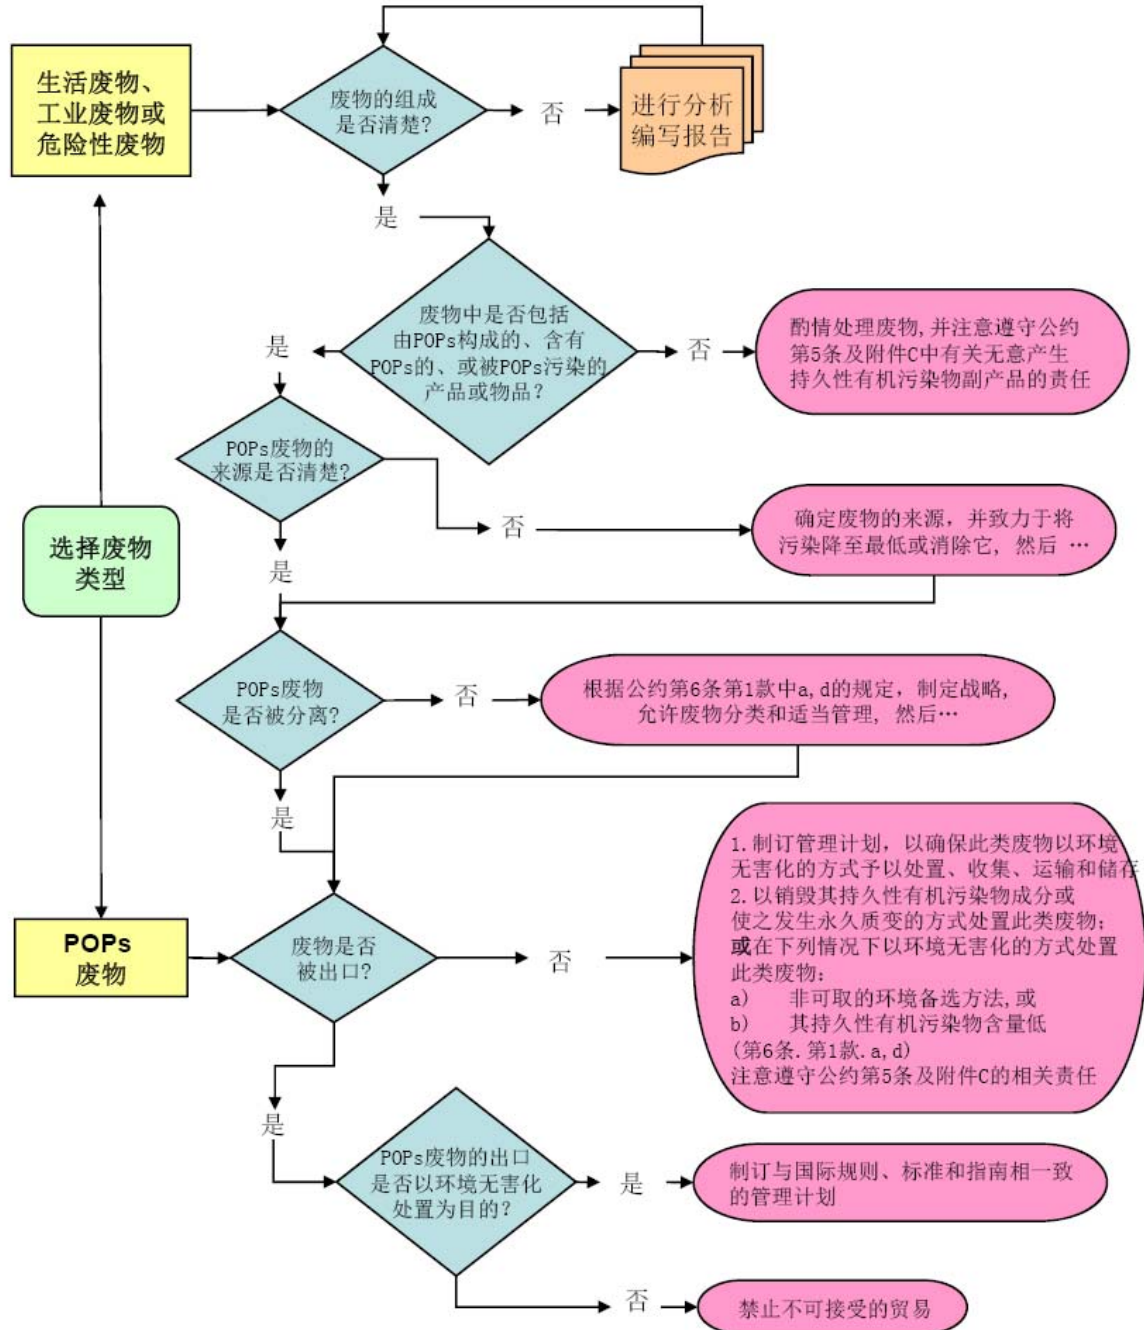 生活废物、
工业废物或
危险性废物
废物的组成
是否清楚?
否
进行分析
编写报告
是
废物中是否包括
由POPs构成的、含有
POPs的、或被POPs污染的
产品或物品?
是
否
酌情处理废物,并注意遵守公约
第5条及附件C中有关无意产生
持久性有机污染物副产品的责任
POPs废物的
来源是否清楚?
否
确定废物的来源，并致力于将
污染降至最低或消除它, 然后 …
选择废物
类型
是
POPs废物
是否被分离?
否
根据公约第6条第1款中a,d的规定，制定战略,
允许废物分类和适当管理, 然后…
是
POPs
废物
废物是否
被出口?
否
1.制订管理计划，以确保此类废物以环境
无害化的方式予以处置、收集、运输和储存
2.以销毁其持久性有机污染物成分或
使之发生永久质变的方式处置此类废物;
或在下列情况下以环境无害化的方式处置
此类废物:
a) 非可取的环境备选方法,或
b) 其持久性有机污染物含量低
(第6条.第1款.a,d)
注意遵守公约第5条及附件C的相关责任
是
POPs废物的出口
是否以环境无害化
处置为目的？
是
制订与国际规则、标准和指南相一致
的管理计划
否
禁止不可接受的贸易